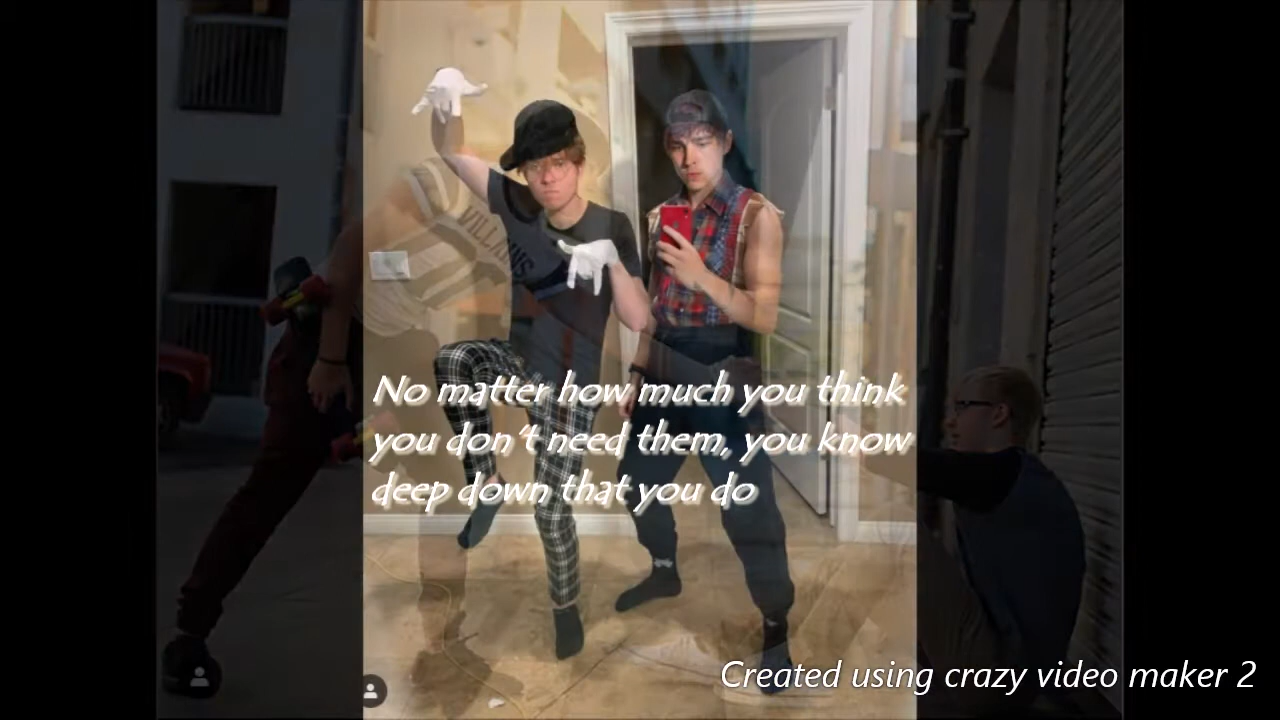 VILLAINS
No matter how much you think
you don't need them, you know
deep down that you do
Created using crazy video maker 2